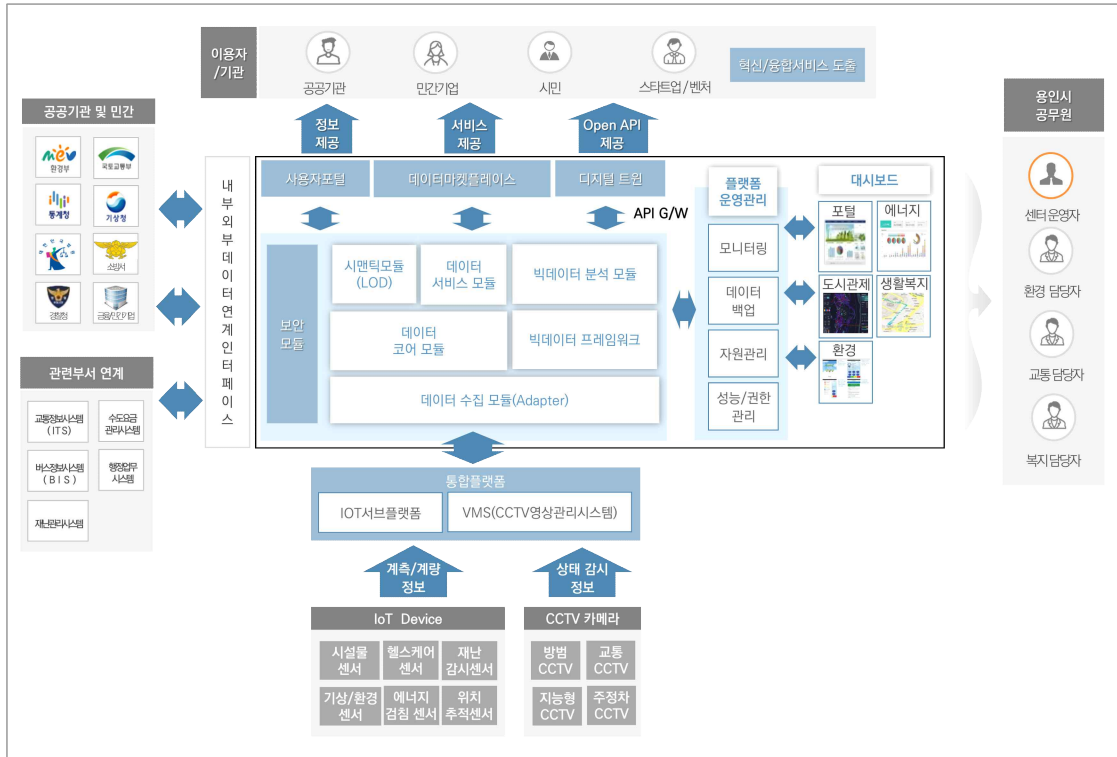 이용자
/기관
공공기관
민간기업
시민
스타트업/벤처
혁신/융합서비스 도출
정보
제공
서비스
제공
Open API
제공
공공기관 및 민간
환경부
국토교통부
통계청
기상청
소방서
경찰청
금융/민간기업
관련부서 연계
교통정보시스템
(ITS)
수도요금
관리시스템
버스정보시스템
(BIS)
행정업무
시스템
재난관리시스템
내
부
외
부
데
이
터
연
계
인
터
페
이
스
사용자포털
데이터마켓플레이스
디지털 트윈
API G/W
보안
모듈
시맨틱모듈
(LOD)
데이터
서비스 모듈
빅데이터 분석 모듈
데이터
코어 모듈
빅데이터 프레임워크
데이터 수집 모듈(Adapter)
플랫폼
운영관리
모니터링
데이터
백업
자원관리
성능/권한
관리
대시보드
포털
에너지
도시관제
생활복지
환경
용인시
공무원
센터 운영자
환경 담당자
교통 담당자
복지 담당자
통합플랫폼
IOT서브플랫폼
VMS(CCTV영상관리시스템)
계측/계량
정보
상태 감시
정보
IoT Device
시설물
센서
헬스케어
센서
재난
감시센서
기상/환경
센서
에너지
검침 센서
위치
추적센서
CCTV 카메라
방범
CCTV
교통
CCTV
지능형
CCTV
주정차
CCTV